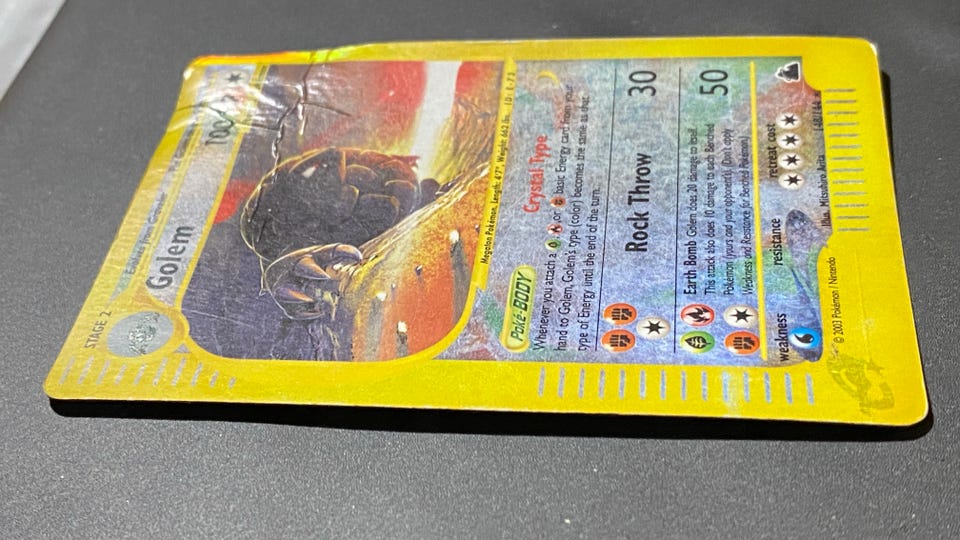 STAGE 2
Evolves from Graveler
Golem
100
Megaton Pokémon. Length: 4'7", Weight: 662 lbs.
Poké-BODY
Crystal Type
Whenever you attach a or basic Energy card from your
hand to Golem, Golem's type (color) becomes the same as that
type of Energy until the end of the turn.
Rock Throw 30
Earth Bomb Golem does 20 damage to itself. 50
This attack also does 10 damage to each Benched
Pokémon (yours and your opponent's). (Don't apply
Weakness and Resistance for Benched Pokémon.)
weakness resistance retreat cost
Illus. Mitsuhiro Arita
© 2003 Pokémon / Nintendo 148/144